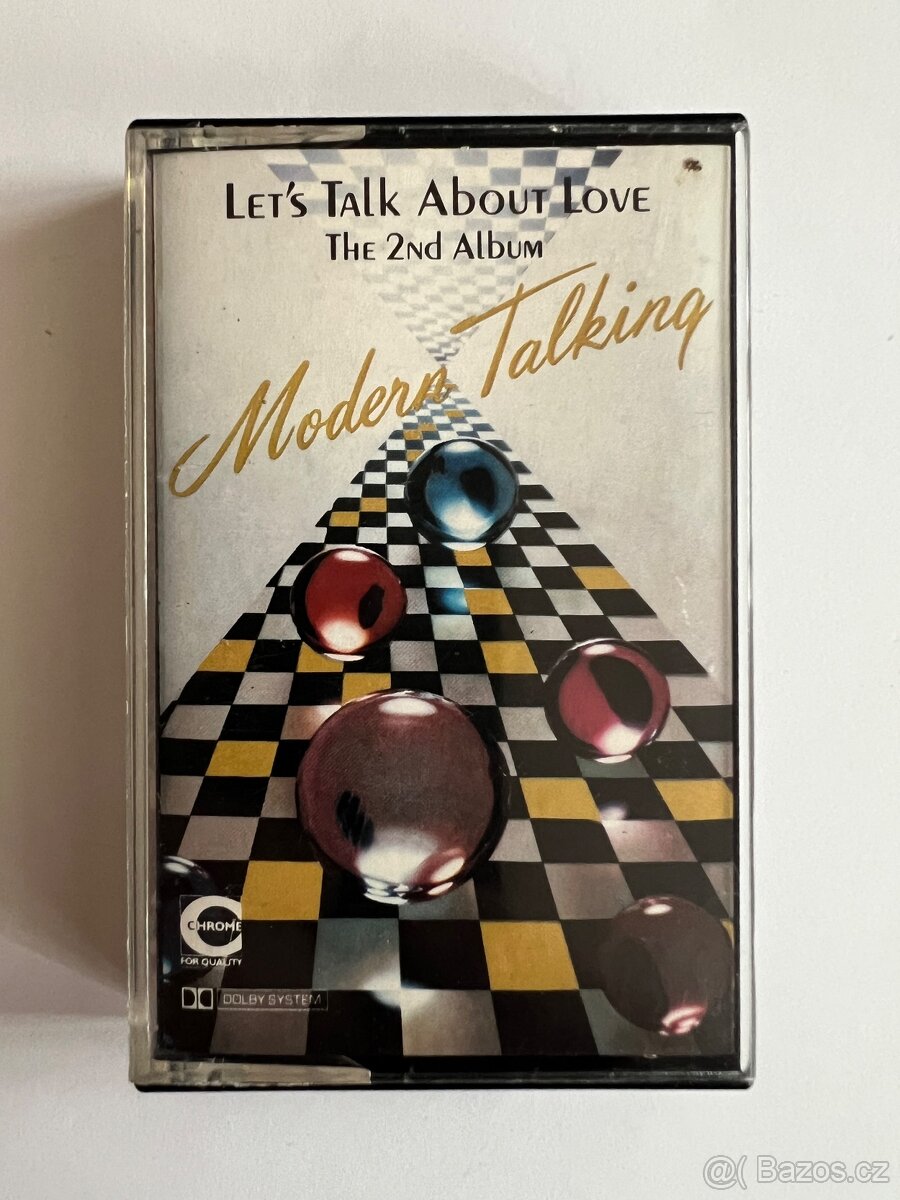 LET'S TALK ABOUT LOVE
THE 2ND ALBUM
Modern Talking
CHROME
FOR QUALITY
DOLBY SYSTEM
@( Bazos.cz